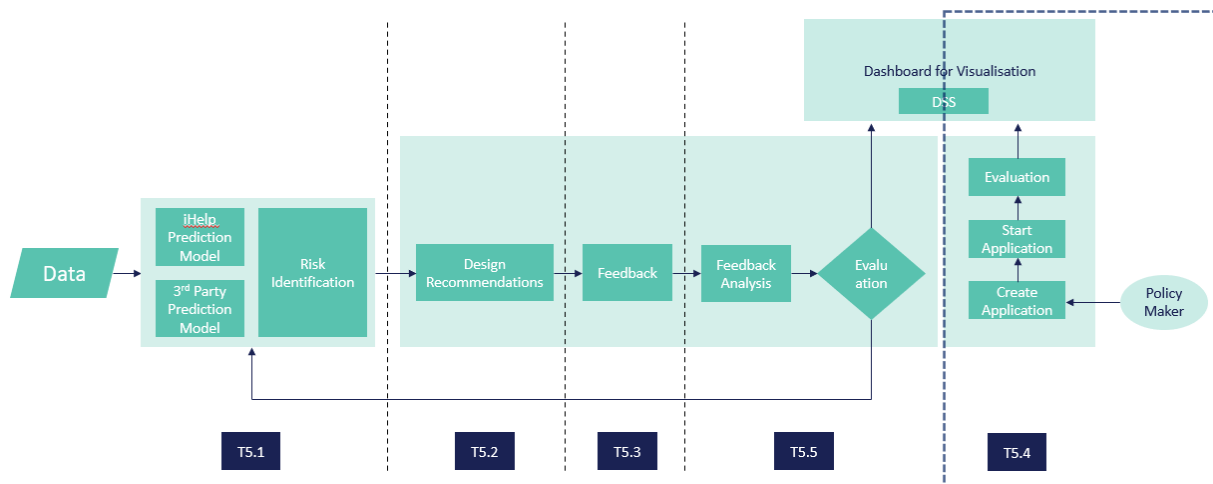 Dashboard for Visualisation
DSS
Data
iHelp
Prediction
Model
3rd Party
Prediction
Model
Risk
Identification
Design
Recommendations
Feedback
Feedback
Analysis
Evalu
ation
Evaluation
Start
Application
Create
Application
Policy
Maker
T5.1
T5.2
T5.3
T5.5
T5.4